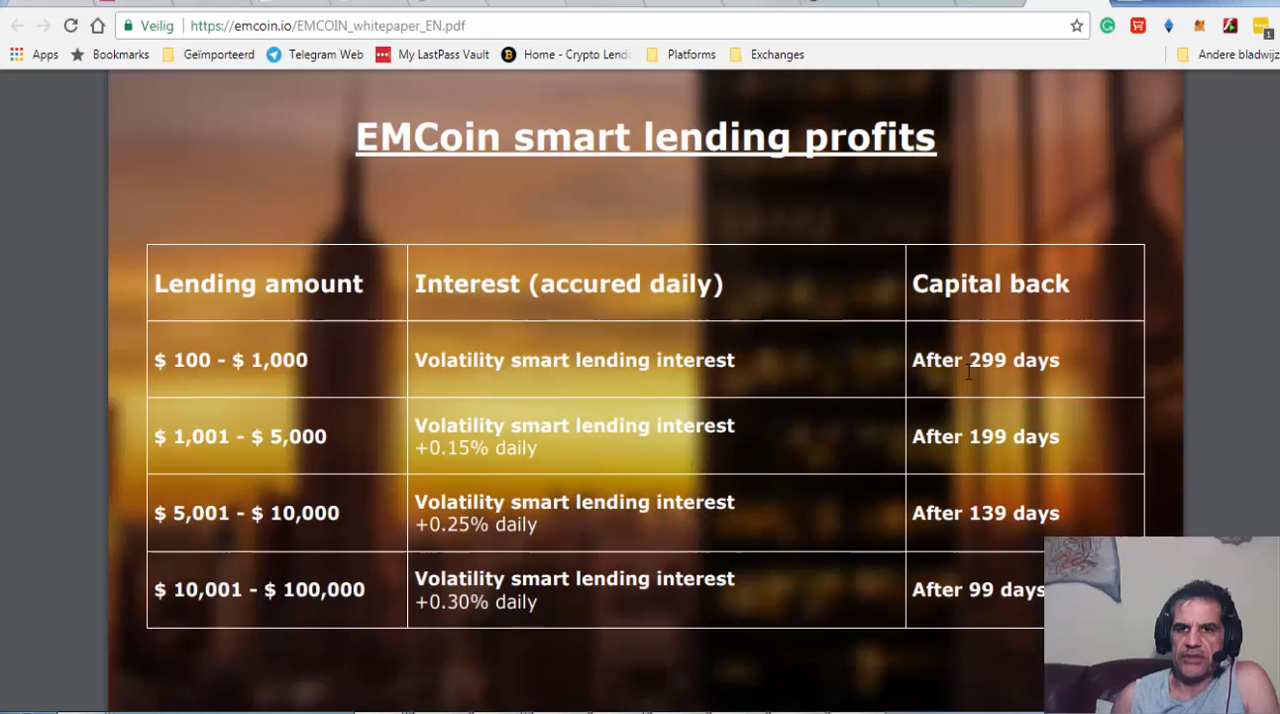 Veilig
https://emcoin.io/EMCOIN_whitepaper_EN.pdf
Apps
Bookmarks
Geïmporteerd
Telegram Web
My LastPass Vault
Home - Crypto Lendi
Platforms
Exchanges
Andere bladwijz
1
EMCoin smart lending profits
Lending amount
Interest (accured daily)
Capital back
$ 100 - $ 1,000
Volatility smart lending interest
After 299 days
$ 1,001 - $ 5,000
Volatility smart lending interest
+0.15% daily
After 199 days
$ 5,001 - $ 10,000
Volatility smart lending interest
+0.25% daily
After 139 days
$ 10,001 - $ 100,000
Volatility smart lending interest
+0.30% daily
After 99 days